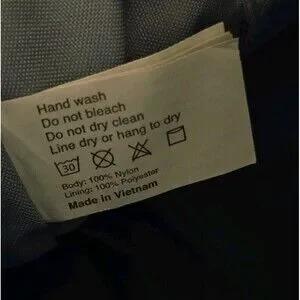 Hand wash
Do not bleach
Do not dry clean
Line dry or hang to dry
30
Body: 100% Nylon
Lining: 100% Polyester
Made in Vietnam